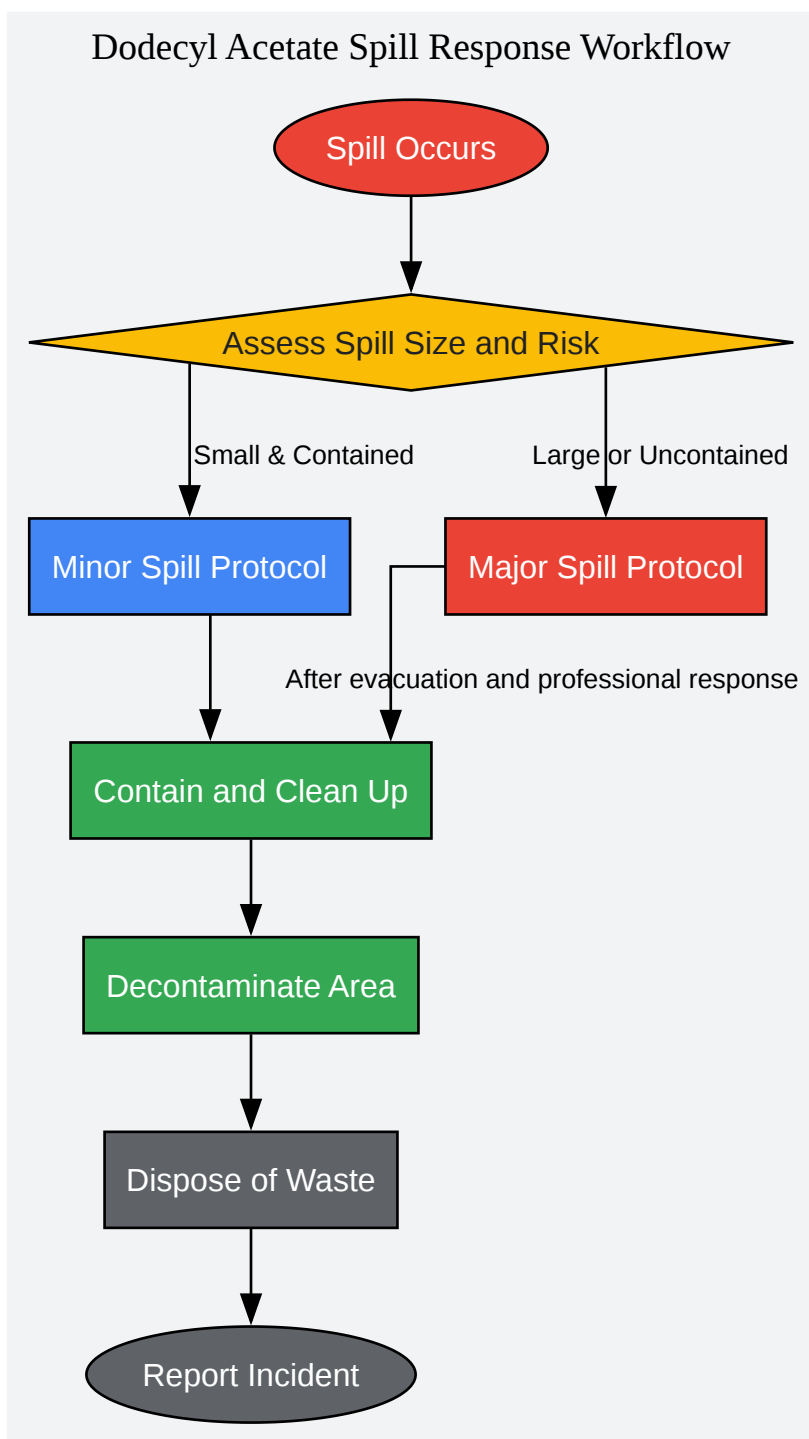 Dodecyl Acetate Spill Response Workflow
Spill Occurs
Assess Spill Size and Risk
Small & Contained
Large or Uncontained
Minor Spill Protocol
Major Spill Protocol
After evacuation and professional response
Contain and Clean Up
Decontaminate Area
Dispose of Waste
Report Incident